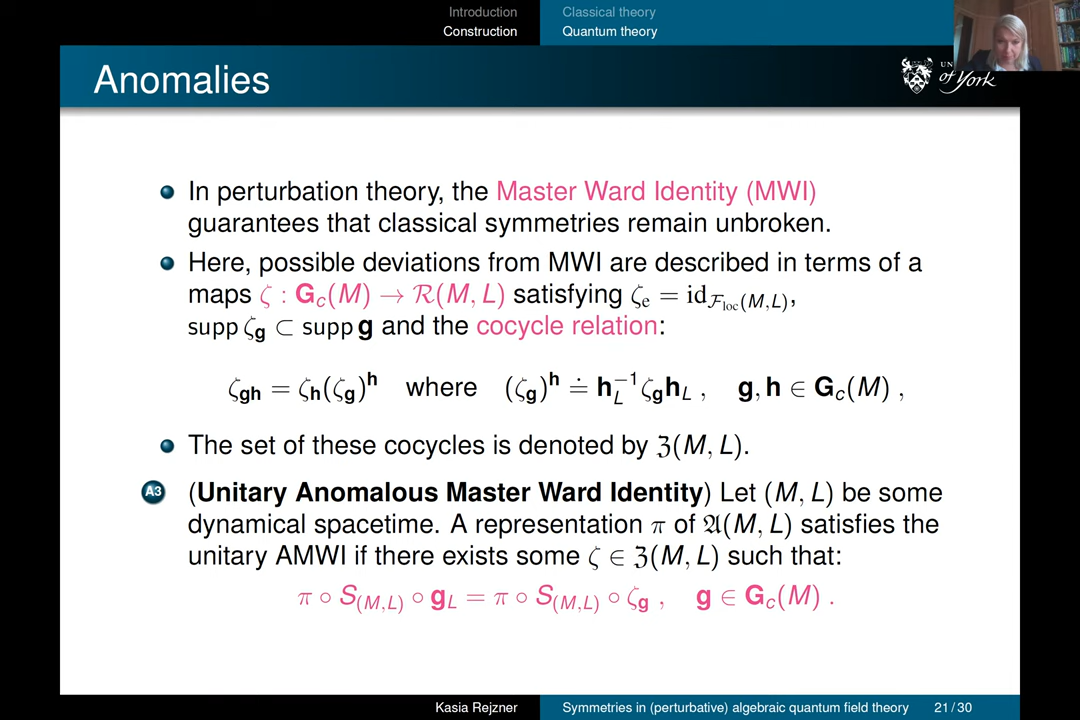 Introduction
Construction
Classical theory
Quantum theory
Anomalies
UN
of York
In perturbation theory, the Master Ward Identity (MWI)
guarantees that classical symmetries remain unbroken.
Here, possible deviations from MWI are described in terms of a
maps ζ : G_c(M) → ℛ(M, L) satisfying ζ_e = id_{ℱ_loc(M,L)},
supp ζ_g ⊂ supp g and the cocycle relation:
ζ_{gh} = ζ_h(ζ_g)^h where (ζ_g)^h ≐ h_L^{-1} ζ_g h_L , g, h ∈ G_c(M) ,
The set of these cocycles is denoted by ℨ(M, L).
A3 (Unitary Anomalous Master Ward Identity) Let (M, L) be some
dynamical spacetime. A representation π of 𝔄(M, L) satisfies the
unitary AMWI if there exists some ζ ∈ ℨ(M, L) such that:
π ∘ S_{(M,L)} ∘ g_L = π ∘ S_{(M,L)} ∘ ζ_g , g ∈ G_c(M) .
Kasia Rejzner
Symmetries in (perturbative) algebraic quantum field theory
21 / 30